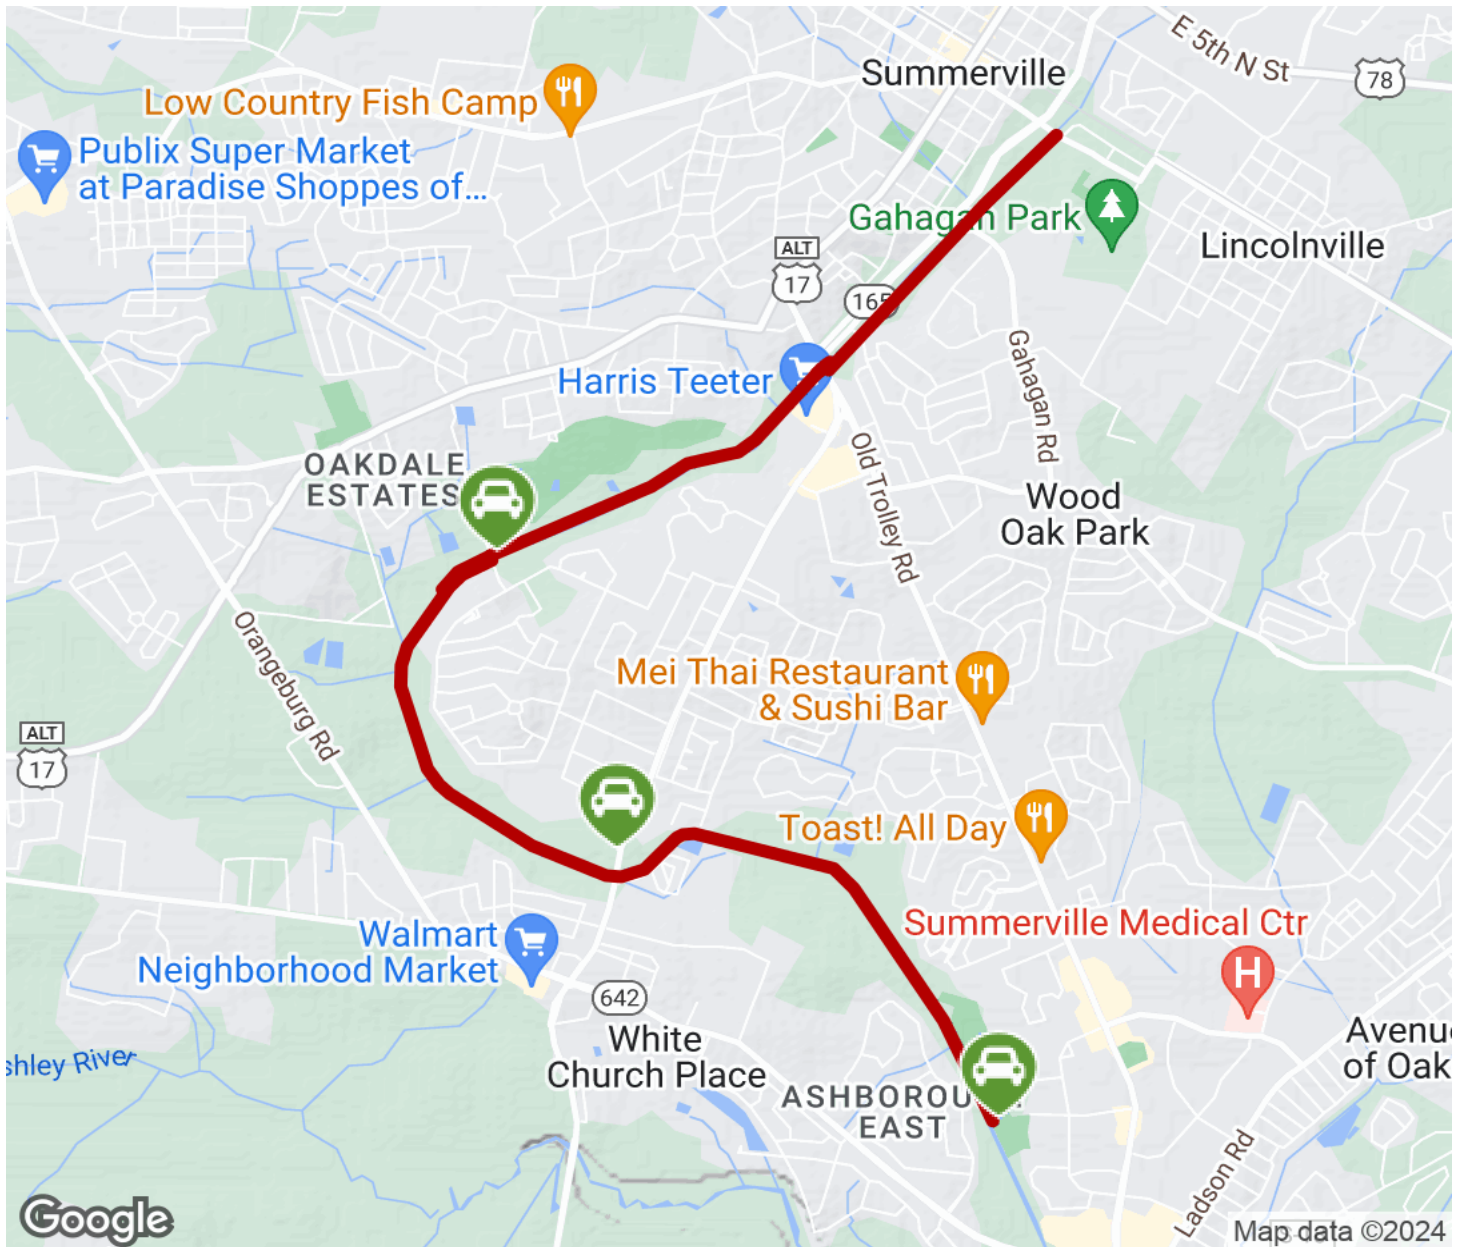 E 5th N St
Summerville
78
Low Country Fish Camp
Publix Super Market
at Paradise Shoppes of...
Gahagan Park
Lincolnville
ALT
17
165
Gahagan Rd
Harris Teeter
Old Trolley Rd
OAKDALE
ESTATES
Wood
Oak Park
Orangeburg Rd
Mei Thai Restaurant
& Sushi Bar
ALT
17
Toast! All Day
Summerville Medical Ctr
H
Walmart
Neighborhood Market
642
White
Church Place
Avenu
of Oak
shley River
ASHBOROU
EAST
Ladson Rd
Google
Map data ©2024